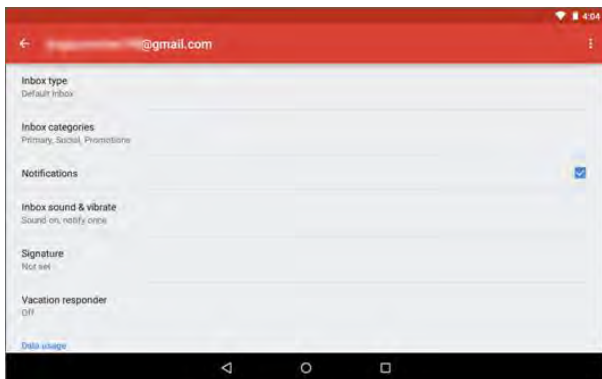 4:04
@gmail.com
Inbox type
Default Inbox
Inbox categories
Primary, Social, Promotions
Notifications
Inbox sound & vibrate
Sound on, notify once
Signature
Not set
Vacation responder
Off
Data usage